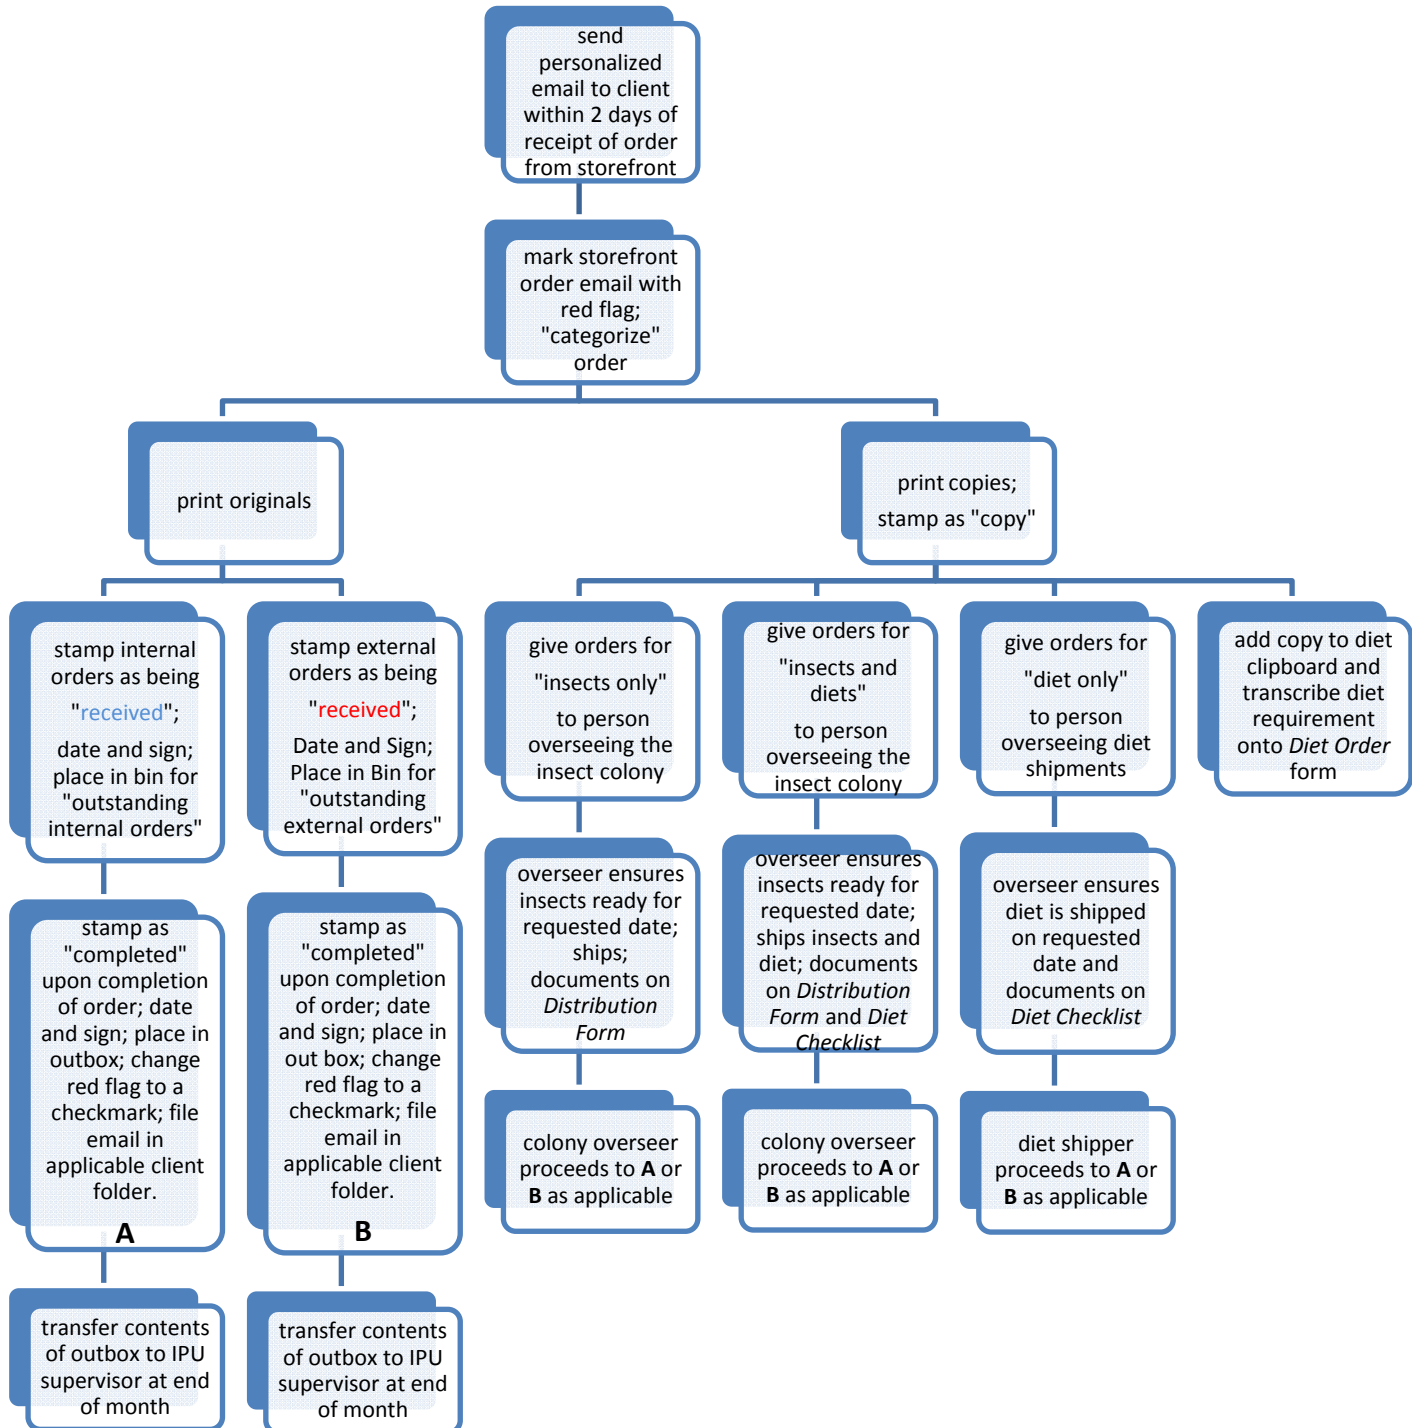 send
personalized
email to client
within 2 days of
receipt of order
from storefront
mark storefront
order email with
red flag;
"categorize"
order
print originals
print copies;
stamp as "copy"
stamp internal
orders as being
"received";
date and sign;
place in bin for
"outstanding
internal orders"
stamp external
orders as being
"received";
Date and Sign;
Place in Bin for
"outstanding
external orders"
give orders for
"insects only"
to person
overseeing the
insect colony
give orders for
"insects and
diets"
to person
overseeing the
insect colony
give orders for
"diet only"
to person
overseeing diet
shipments
add copy to diet
clipboard and
transcribe diet
requirement
onto Diet Order
form
stamp as
"completed"
upon completion
of order; date
and sign; place in
outbox; change
red flag to a
checkmark; file
email in
applicable client
folder.
A
stamp as
"completed"
upon completion
of order; date
and sign; place in
out box; change
red flag to a
checkmark; file
email in
applicable client
folder.
B
overseer ensures
insects ready for
requested date;
ships;
documents on
Distribution
Form
overseer ensures
insects ready for
requested date;
ships insects and
diet; documents
on Distribution
Form and Diet
Checklist
overseer ensures
diet is shipped
on requested
date and
documents on
Diet Checklist
colony overseer
proceeds to A or
B as applicable
colony overseer
proceeds to A or
B as applicable
diet shipper
proceeds to A or
B as applicable
transfer contents
of outbox to IPU
supervisor at end
of month
transfer contents
of outbox to IPU
supervisor at end
of month